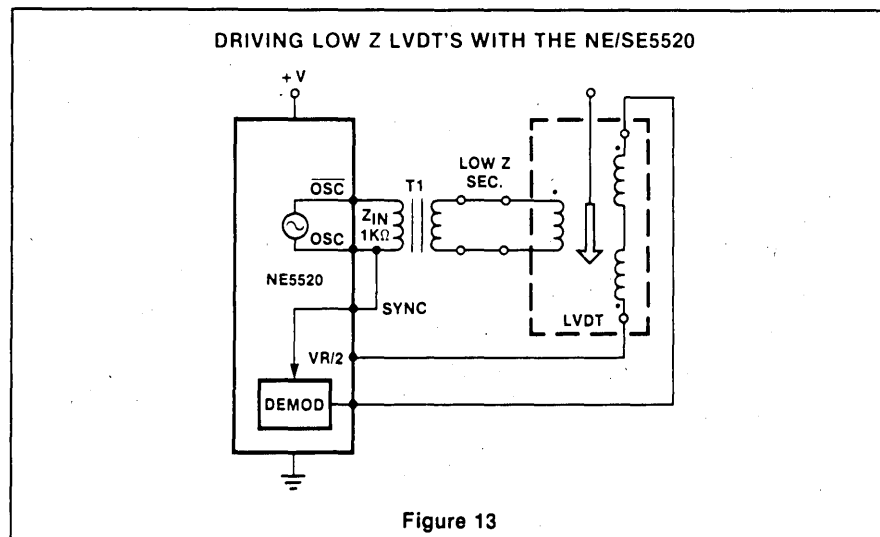 DRIVING LOW Z LVDT'S WITH THE NE/SE5520
+ V
OSC
T1
LOW Z
SEC.
ZIN
1KΩ
OSC
NE5520
SYNC
LVDT
VR/2
DEMOD
Figure 13